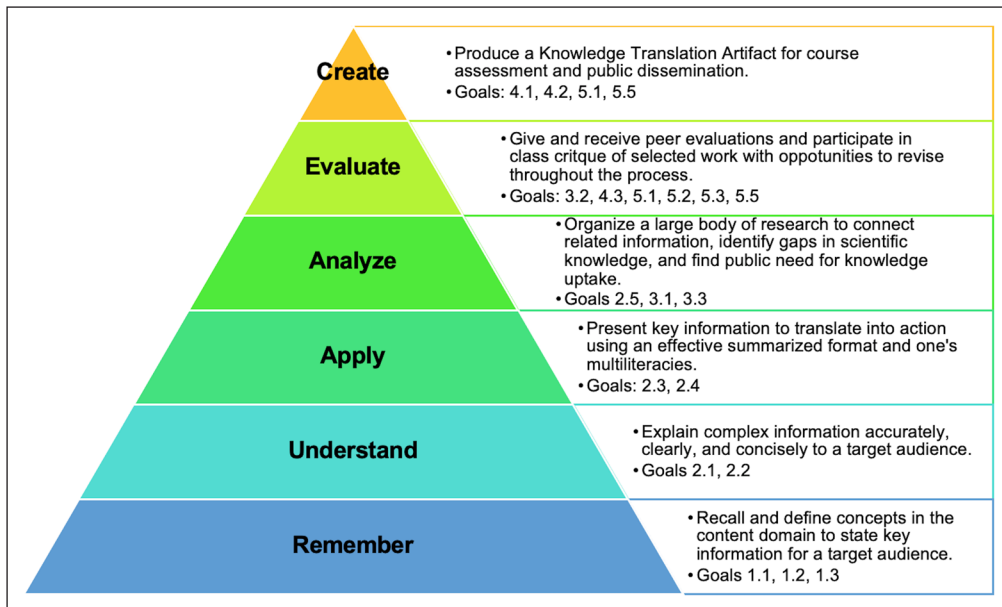 Create
• Produce a Knowledge Translation Artifact for course
assessment and public dissemination.
• Goals: 4.1, 4.2, 5.1, 5.5
Evaluate
• Give and receive peer evaluations and participate in
class critque of selected work with oppotunities to revise
throughout the process.
• Goals: 3.2, 4.3, 5.1, 5.2, 5.3, 5.5
Analyze
• Organize a large body of research to connect
related information, identify gaps in scientific
knowledge, and find public need for knowledge
uptake.
• Goals 2.5, 3.1, 3.3
Apply
• Present key information to translate into action
using an effective summarized format and one's
multiliteracies.
• Goals: 2.3, 2.4
Understand
• Explain complex information accurately,
clearly, and concisely to a target audience.
• Goals 2.1, 2.2
Remember
• Recall and define concepts in the
content domain to state key
information for a target audience.
• Goals 1.1, 1.2, 1.3